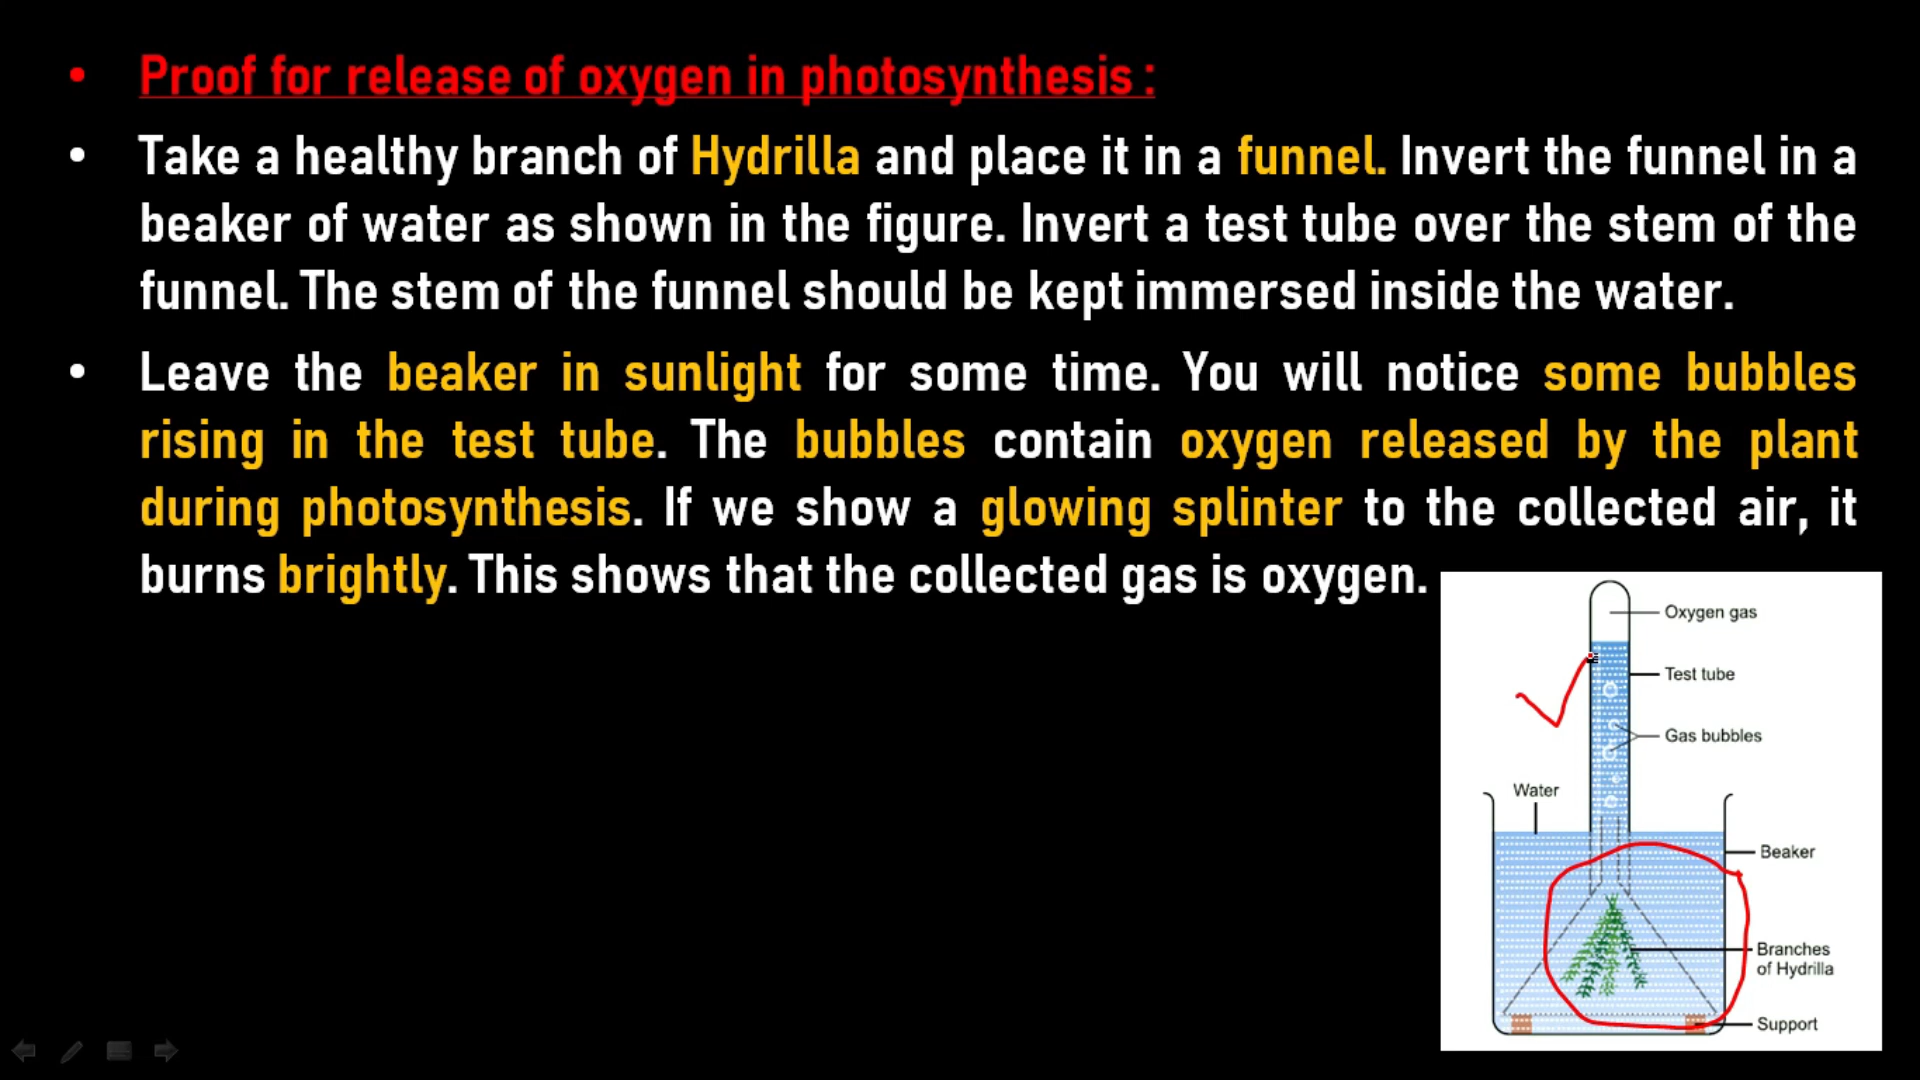 Proof for release of oxygen in photosynthesis :
Take a healthy branch of Hydrilla and place it in a funnel. Invert the funnel in a
beaker of water as shown in the figure. Invert a test tube over the stem of the
funnel. The stem of the funnel should be kept immersed inside the water.
Leave the beaker in sunlight for some time. You will notice some bubbles
rising in the test tube. The bubbles contain oxygen released by the plant
during photosynthesis. If we show a glowing splinter to the collected air, it
burns brightly. This shows that the collected gas is oxygen.
Oxygen gas
Test tube
Gas bubbles
Water
Beaker
Branches
of Hydrilla
Support